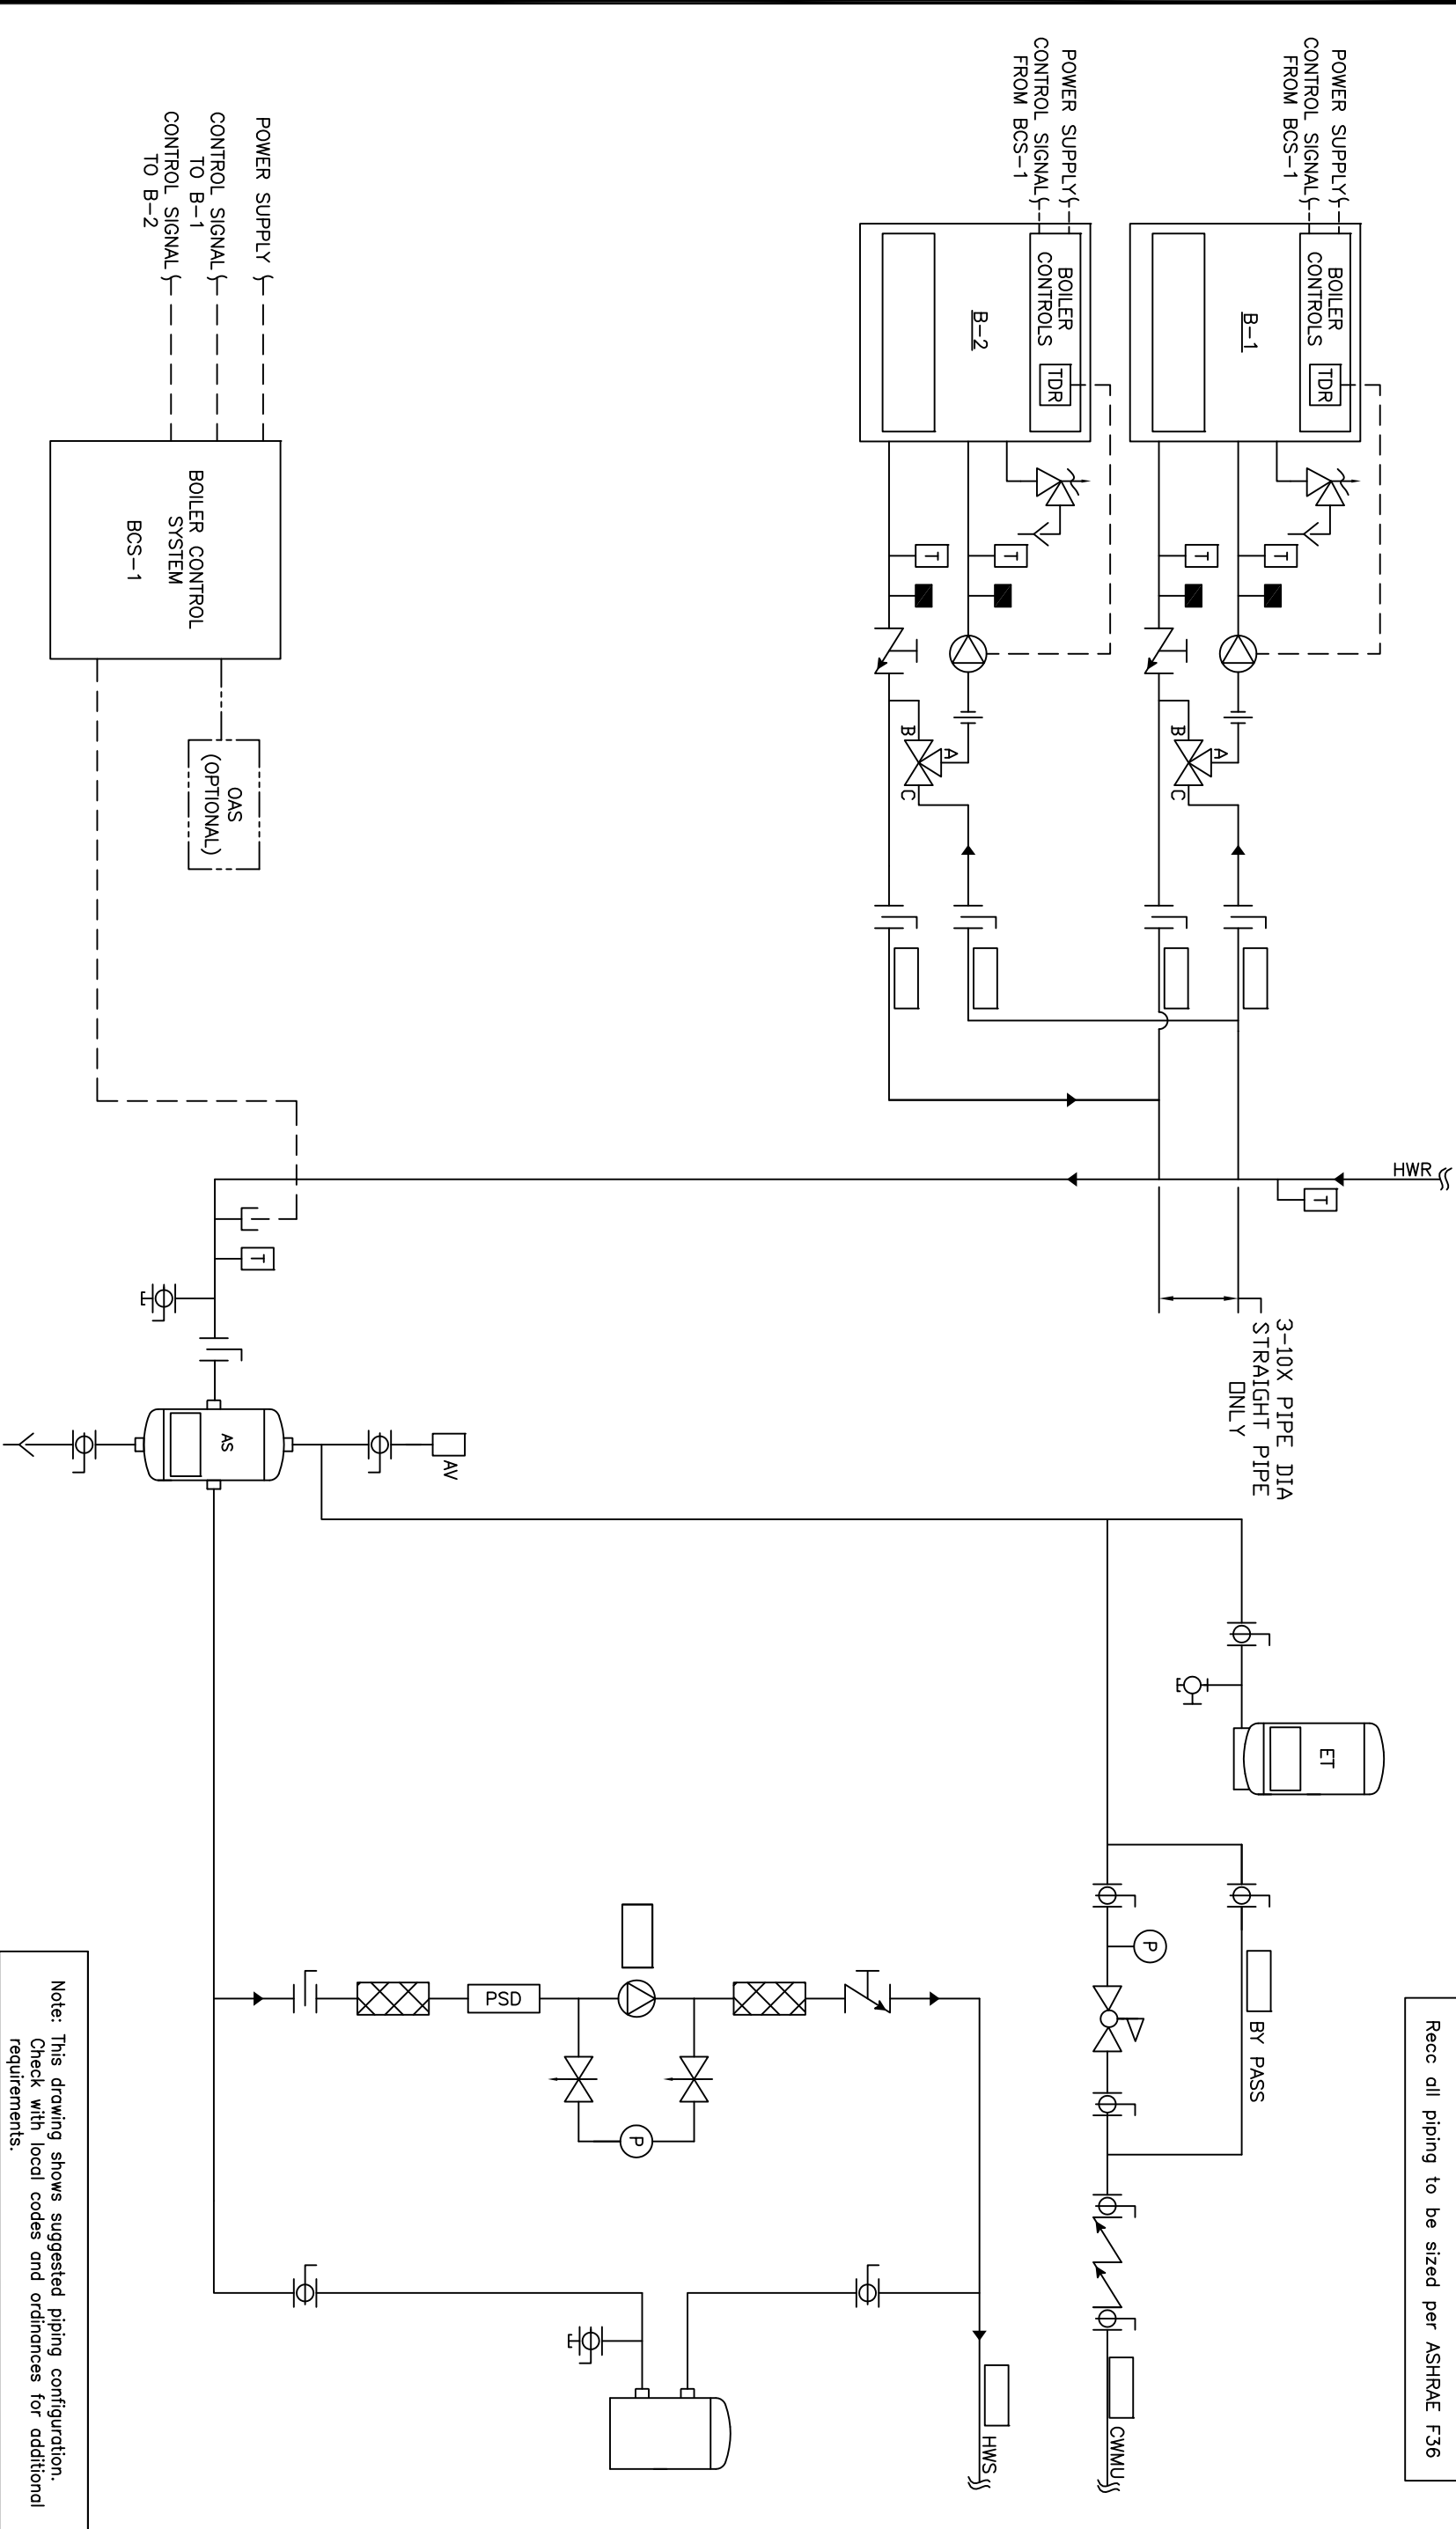 POWER SUPPLY
CONTROL SIGNAL
FROM BCS-1
BOILER
CONTROLS
TDR
B-1
T
T
A
B
C
POWER SUPPLY
CONTROL SIGNAL
FROM BCS-1
BOILER
CONTROLS
TDR
B-2
T
T
A
B
C
HWR
T
3-10X PIPE DIA
STRAIGHT PIPE
ONLY
POWER SUPPLY
CONTROL SIGNAL
TO B-1
CONTROL SIGNAL
TO B-2
BOILER CONTROL
SYSTEM
BCS-1
OAS
(OPTIONAL)
T
AS
AV
ET
P
BY PASS
CWMU
PSD
P
HWS
Recc all piping to be sized per ASHRAE F36
Note: This drawing shows suggested piping configuration.
Check with local codes and ordinances for additional
requirements.